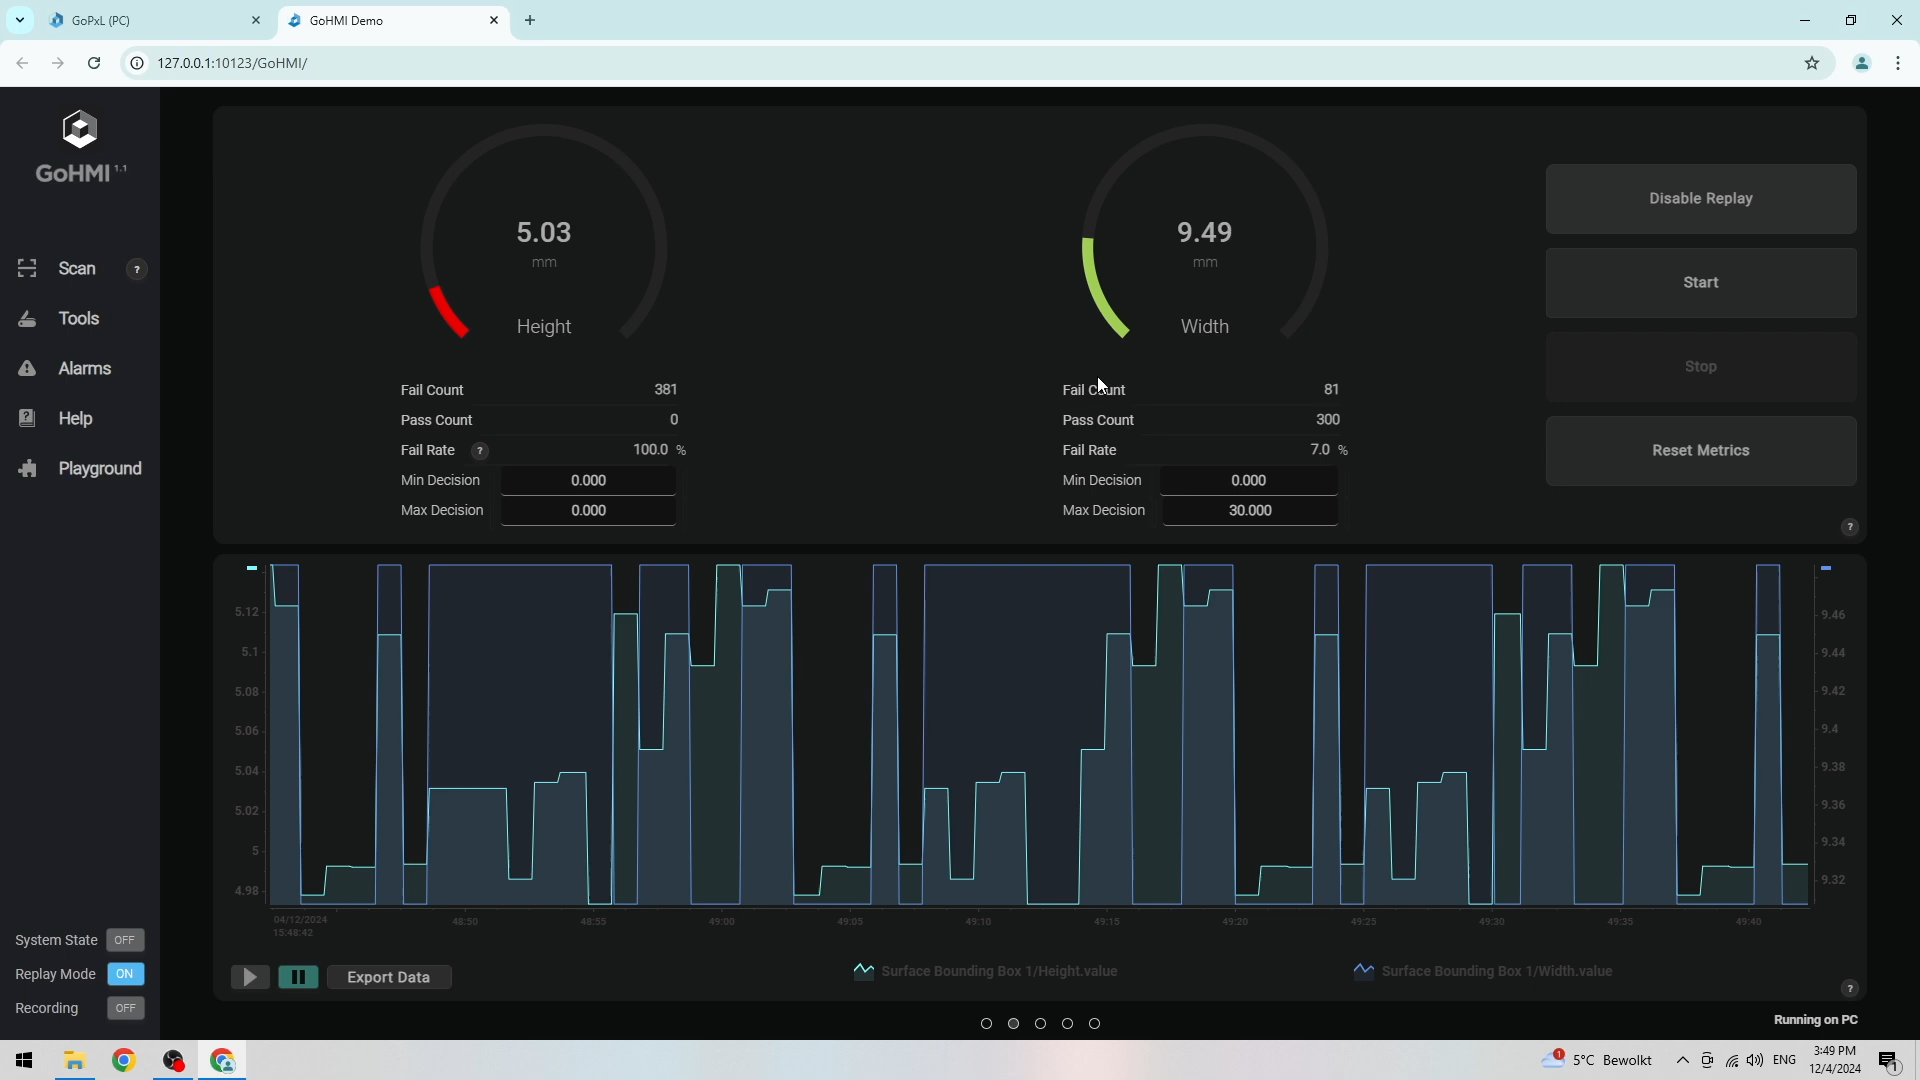 GoPxL (PC)
GoHMI Demo
127.0.0.1:10123/GoHMI/
GoHMI 1.1
Scan ?
Tools
Alarms
Help
Playground
System State OFF
Replay Mode ON
Recording OFF
5.03
mm
Height
Fail Count 381
Pass Count 0
Fail Rate ? 100.0 %
Min Decision 0.000
Max Decision 0.000
9.49
mm
Width
Fail Count 81
Pass Count 300
Fail Rate 7.0 %
Min Decision 0.000
Max Decision 30.000
Disable Replay
Start
Stop
Reset Metrics
?
5.12
5.1
5.08
5.06
5.04
5.02
5
4.98
9.46
9.44
9.42
9.4
9.38
9.36
9.34
9.32
04/12/2024
15:48:42
48:50 48:55 49:00 49:05 49:10 49:15 49:20 49:25 49:30 49:35 49:40
Export Data
Surface Bounding Box 1/Height.value
Surface Bounding Box 1/Width.value
?
Running on PC
1
5°C Bewolkt
ENG
3:49 PM
12/4/2024
1